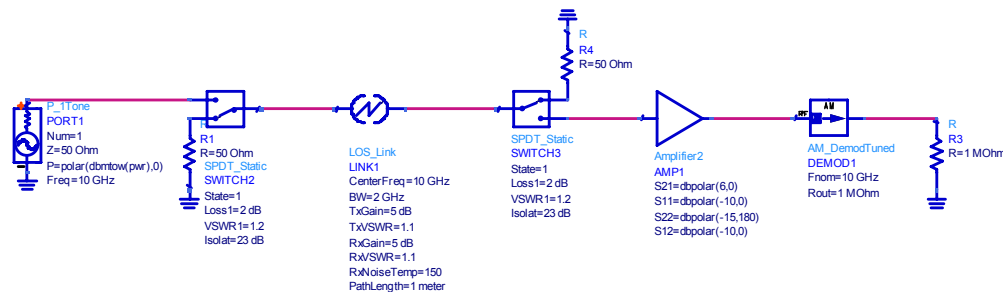 P_1Tone
PORT1
Num=1
Z=50 Ohm
P=polar(dbmtow(pwr),0)
Freq=10 GHz
R
R1
R=50 Ohm
SPDT_Static
SWITCH2
State=1
Loss1=2 dB
VSWR1=1.2
Isolat=23 dB
LOS_Link
LINK1
CenterFreq=10 GHz
BW=2 GHz
TxGain=5 dB
TxVSWR=1.1
RxGain=5 dB
RxVSWR=1.1
RxNoiseTemp=150
PathLength=1 meter
R
R4
R=50 Ohm
SPDT_Static
SWITCH3
State=1
Loss1=2 dB
VSWR1=1.2
Isolat=23 dB
Amplifier2
AMP1
S21=dbpolar(6,0)
S11=dbpolar(-10,0)
S22=dbpolar(-15,180)
S12=dbpolar(-10,0)
RF
AM
AM_DemodTuned
DEMOD1
Fnom=10 GHz
Rout=1 MOhm
R
R3
R=1 MOhm